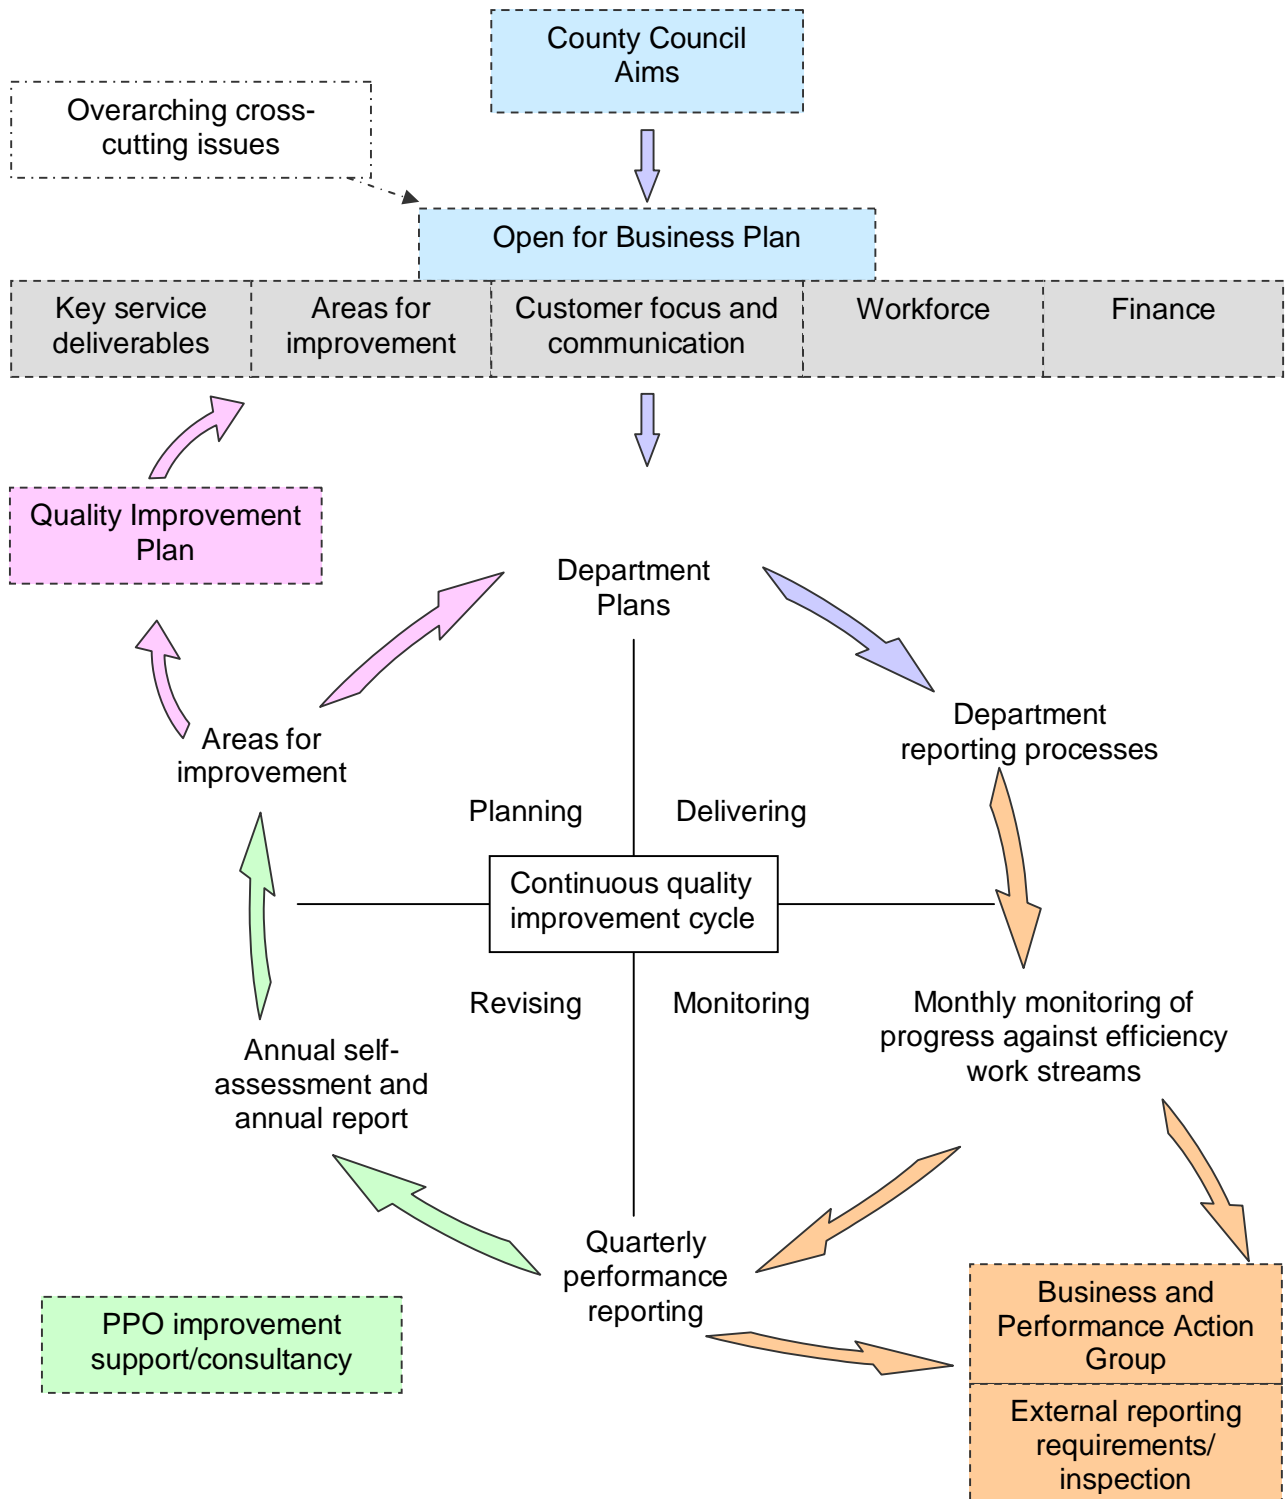 County Council
Aims
Overarching cross-
cutting issues
Open for Business Plan
Key service
deliverables
Areas for
improvement
Customer focus and
communication
Workforce
Finance
Quality Improvement
Plan
Department
Plans
Areas for
improvement
Department
reporting processes
Planning
Delivering
Continuous quality
improvement cycle
Revising
Monitoring
Annual self-
assessment and
annual report
Monthly monitoring of
progress against efficiency
work streams
Quarterly
performance
reporting
PPO improvement
support/consultancy
Business and
Performance Action
Group
External reporting
requirements/
inspection